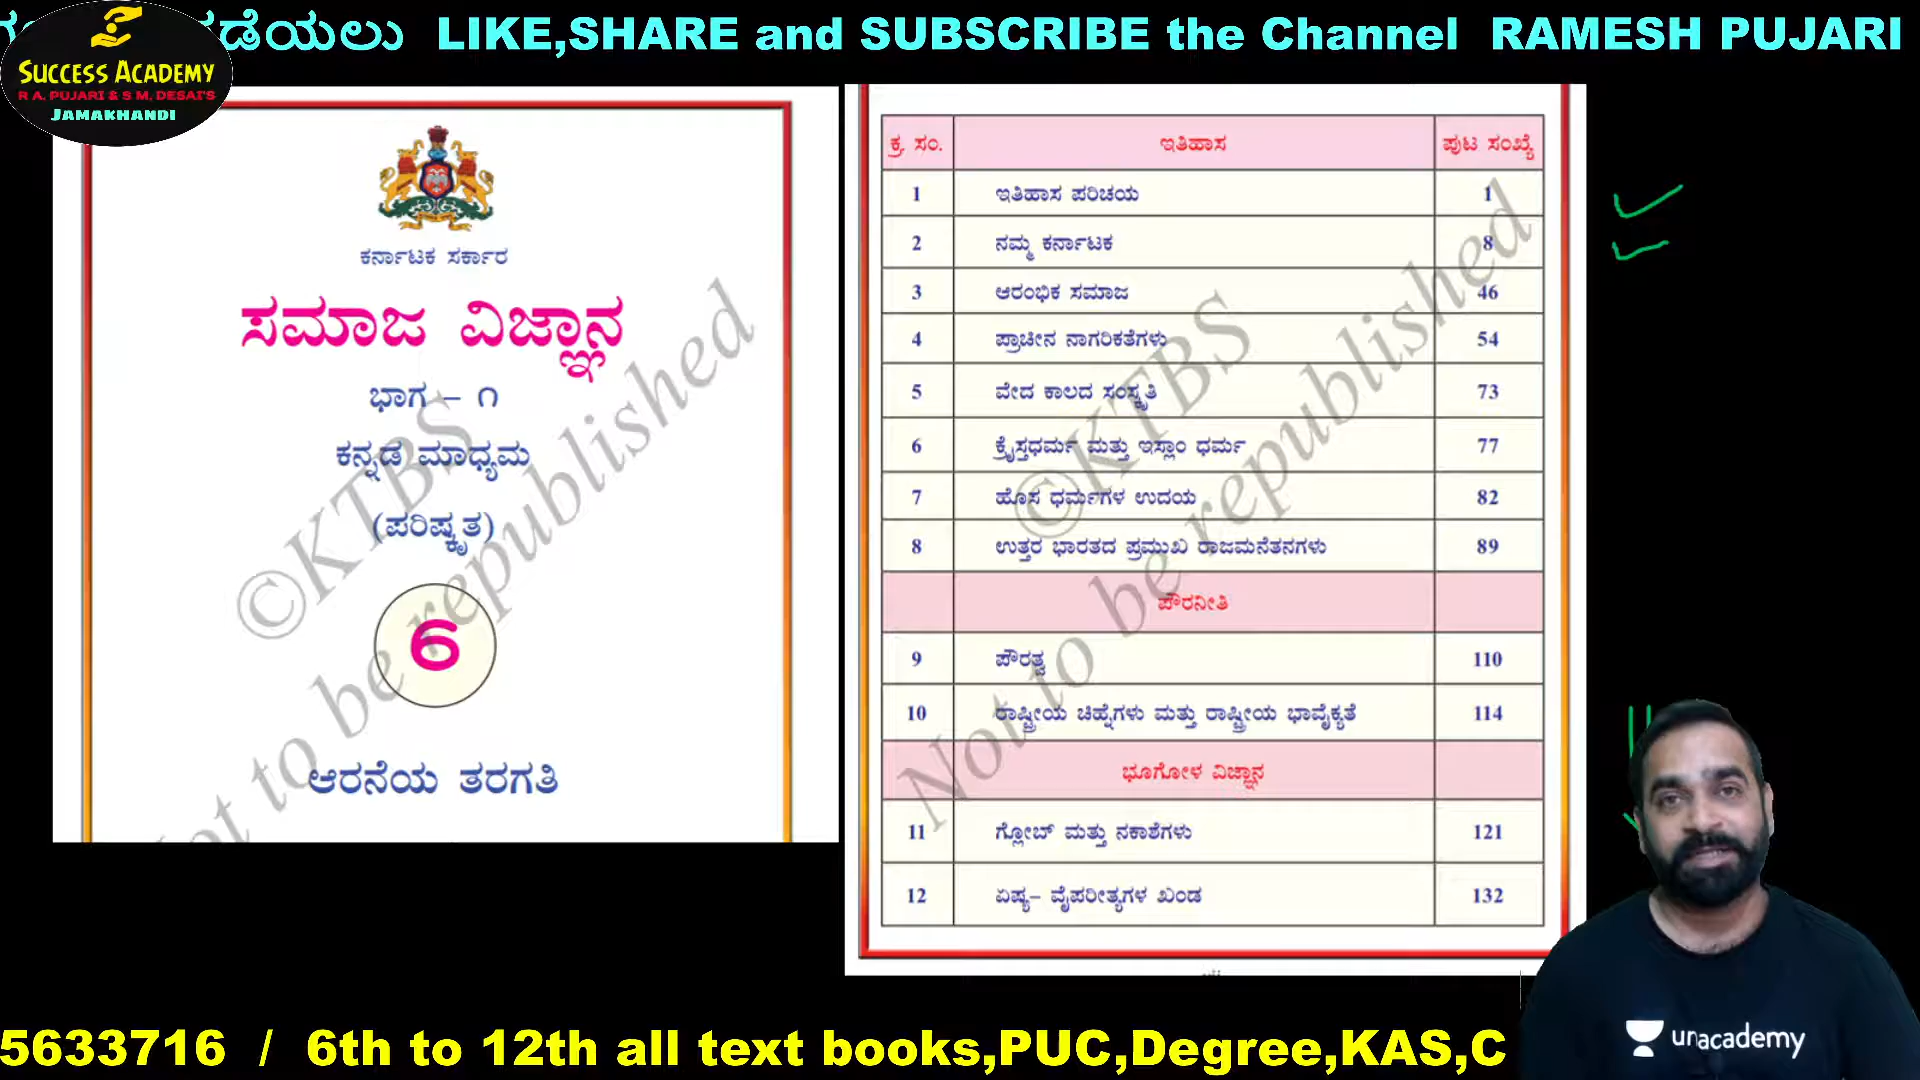 ಡೆಯಲು LIKE,SHARE and SUBSCRIBE the Channel RAMESH PUJARI
SUCCESS ACADEMY
R A. PUJARI & S M. DESAI'S
JAMAKHANDI
ಕರ್ನಾಟಕ ಸರ್ಕಾರ
ಸಮಾಜ ವಿಜ್ಞಾನ
ಭಾಗ – ೧
ಕನ್ನಡ ಮಾಧ್ಯಮ
(ಪರಿಷ್ಕೃತ)
6
ಆರನೆಯ ತರಗತಿ
©KTBS
Not to be republished
ಕ್ರ. ಸಂ. ಇತಿಹಾಸ ಪುಟ ಸಂಖ್ಯೆ
1 ಇತಿಹಾಸ ಪರಿಚಯ 1
2 ನಮ್ಮ ಕರ್ನಾಟಕ 8
3 ಆರಂಭಿಕ ಸಮಾಜ 46
4 ಪ್ರಾಚೀನ ನಾಗರಿಕತೆಗಳು 54
5 ವೇದ ಕಾಲದ ಸಂಸ್ಕೃತಿ 73
6 ಕ್ರೈಸ್ತಧರ್ಮ ಮತ್ತು ಇಸ್ಲಾಂ ಧರ್ಮ 77
7 ಹೊಸ ಧರ್ಮಗಳ ಉದಯ 82
8 ಉತ್ತರ ಭಾರತದ ಪ್ರಮುಖ ರಾಜಮನೆತನಗಳು 89
ಪೌರನೀತಿ
9 ಪೌರತ್ವ 110
10 ರಾಷ್ಟ್ರೀಯ ಚಿಹ್ನೆಗಳು ಮತ್ತು ರಾಷ್ಟ್ರೀಯ ಭಾವೈಕ್ಯತೆ 114
ಭೂಗೋಳ ವಿಜ್ಞಾನ
11 ಗ್ಲೋಬ್ ಮತ್ತು ನಕಾಶೆಗಳು 121
12 ಏಷ್ಯ– ವೈಪರೀತ್ಯಗಳ ಖಂಡ 132
©KTBS
Not to be republished
unacademy
5633716 / 6th to 12th all text books,PUC,Degree,KAS,C